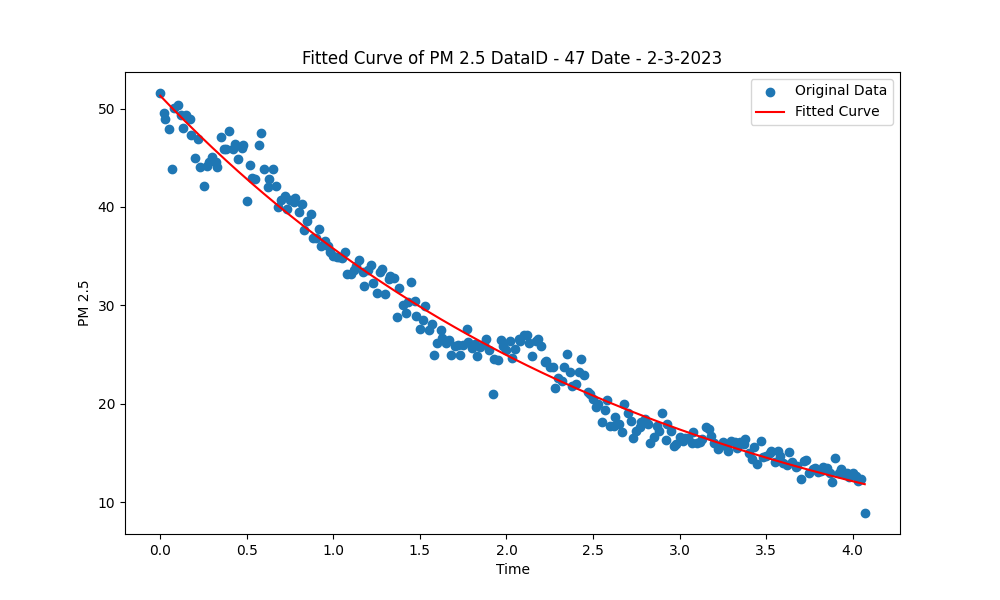 Fitted Curve of PM 2.5 DataID - 47 Date - 2-3-2023
Original Data
Fitted Curve
50
40
30
20
10
PM 2.5
0.0 0.5 1.0 1.5 2.0 2.5 3.0 3.5 4.0
Time